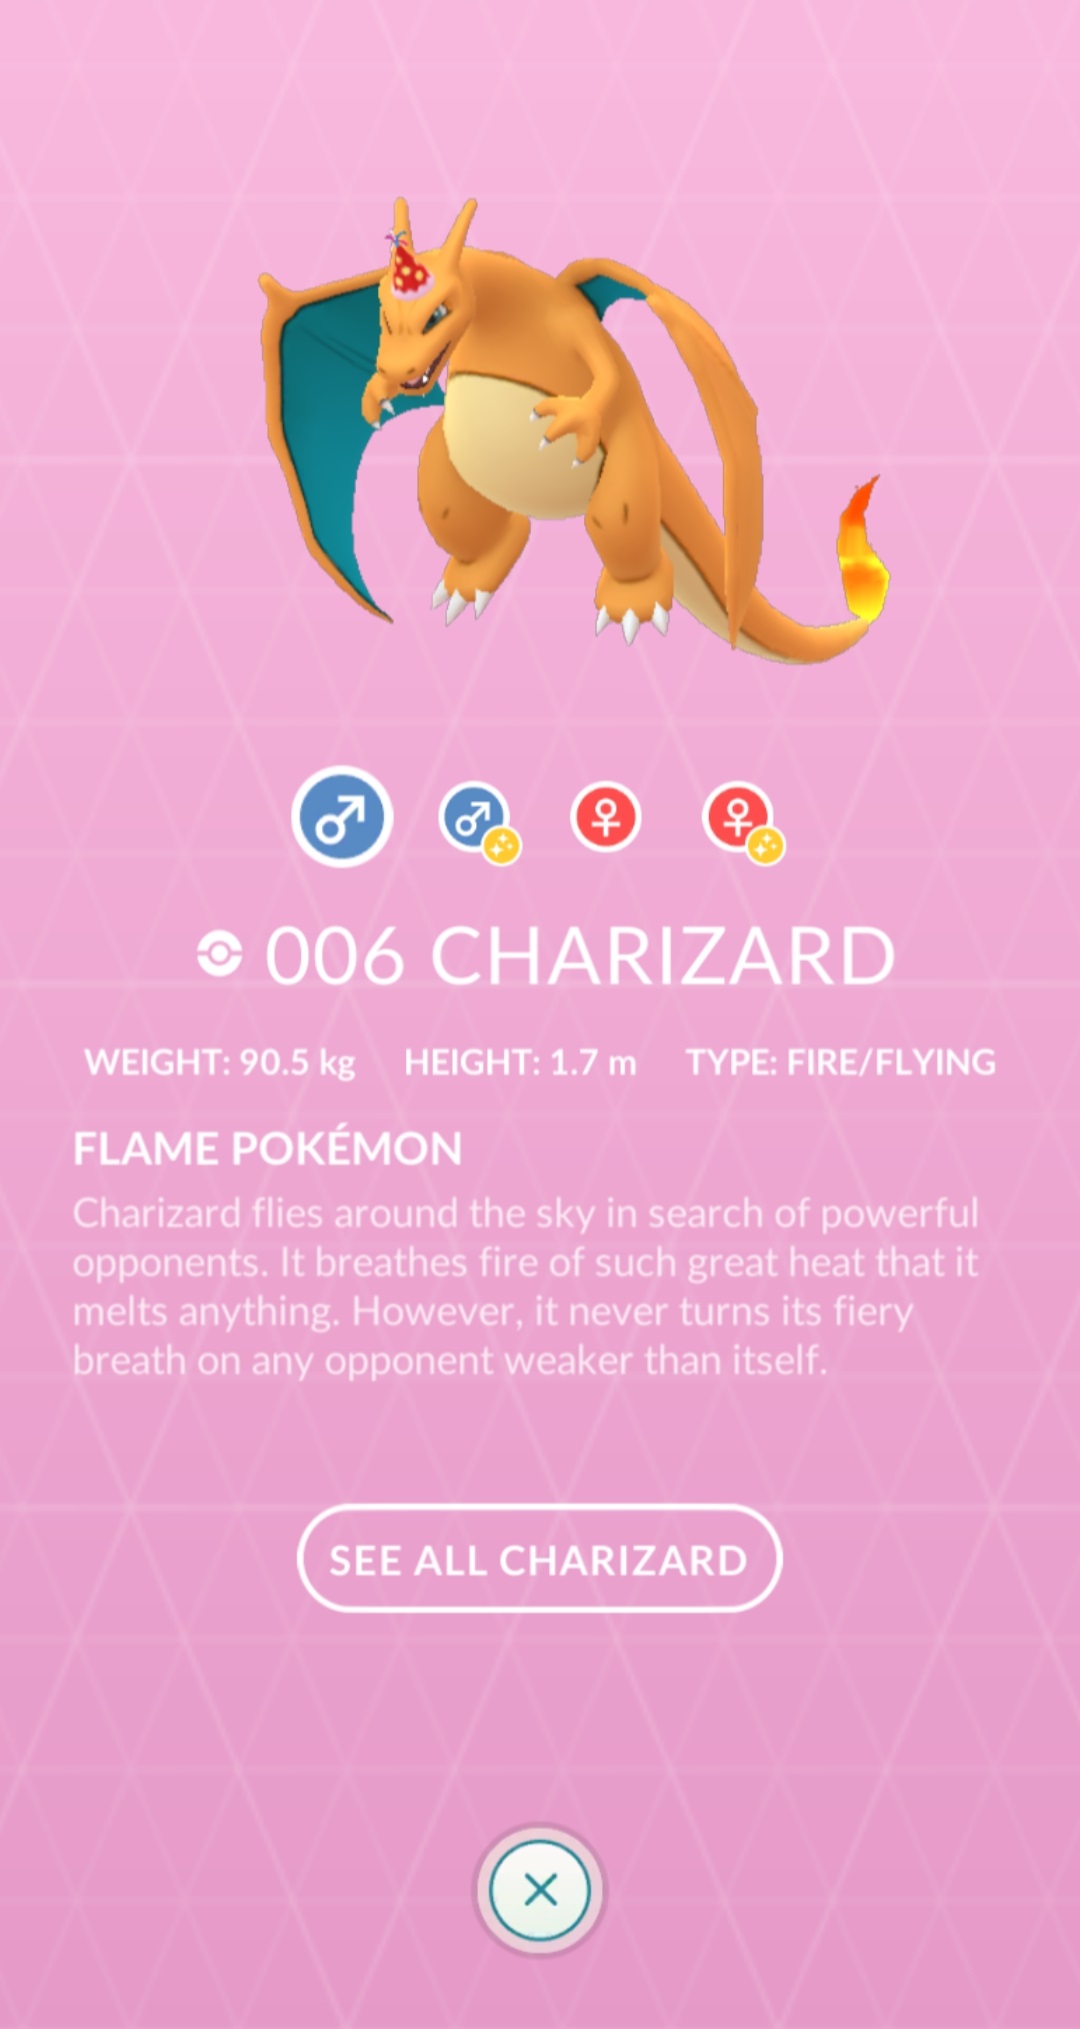 006 CHARIZARD
WEIGHT: 90.5 kg HEIGHT: 1.7 m TYPE: FIRE/FLYING
FLAME POKÉMON
Charizard flies around the sky in search of powerful
opponents. It breathes fire of such great heat that it
melts anything. However, it never turns its fiery
breath on any opponent weaker than itself.
SEE ALL CHARIZARD